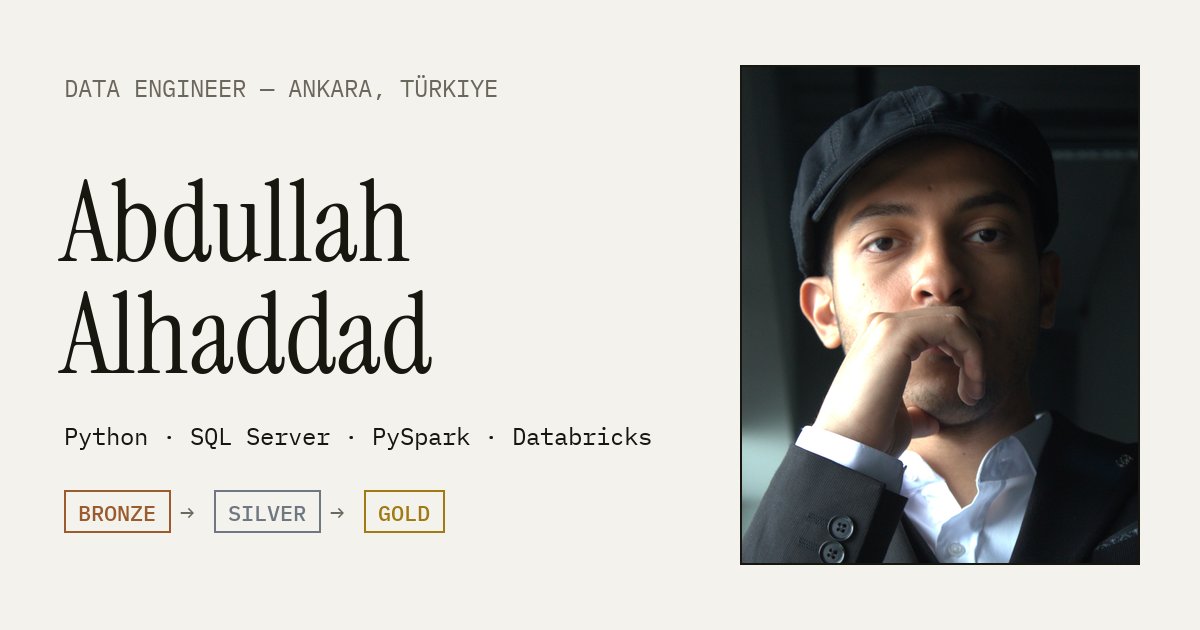 DATA ENGINEER — ANKARA, TÜRKIYE
Abdullah
Alhaddad
Python · SQL Server · PySpark · Databricks
BRONZE → SILVER → GOLD